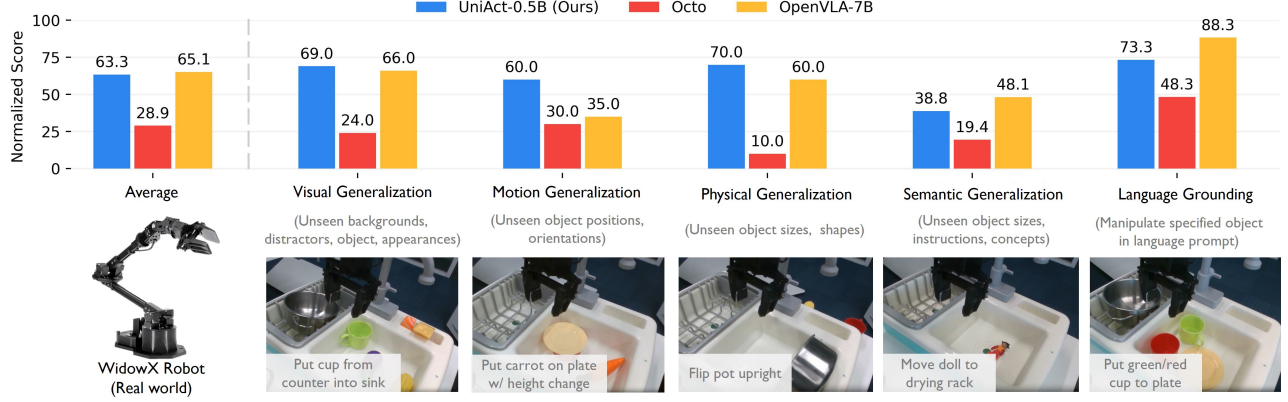 UniAct-0.5B (Ours) Octo OpenVLA-7B
Normalized Score
100
75
50
25
0
63.3 28.9 65.1
69.0 24.0 66.0
60.0 30.0 35.0
70.0 10.0 60.0
38.8 19.4 48.1
73.3 48.3 88.3
Average
Visual Generalization
Motion Generalization
Physical Generalization
Semantic Generalization
Language Grounding
(Unseen backgrounds,
distractors, object, appearances)
(Unseen object positions,
orientations)
(Unseen object sizes, shapes)
(Unseen object sizes,
instructions, concepts)
(Manipulate specified object
in language prompt)
WidowX Robot
(Real world)
Put cup from
counter into sink
Put carrot on plate
w/ height change
Flip pot upright
Move doll to
drying rack
Put green/red
cup to plate